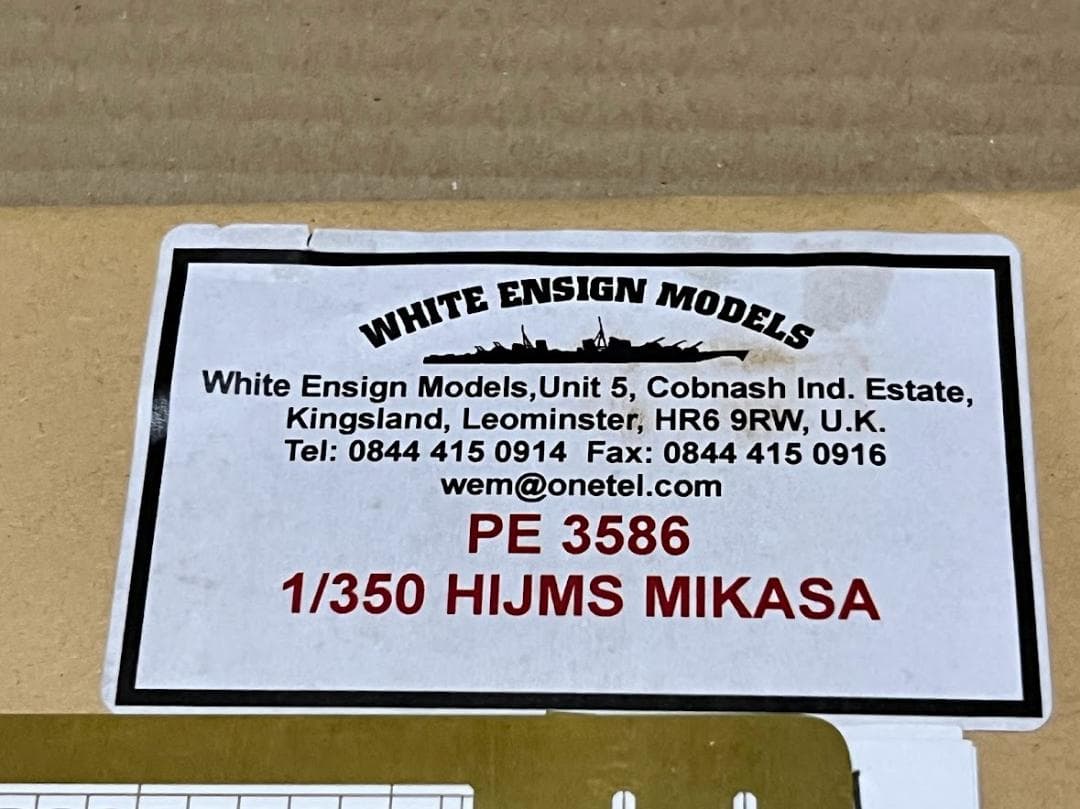 WHITE ENSIGN MODELS
White Ensign Models,Unit 5, Cobnash Ind. Estate,
Kingsland, Leominster, HR6 9RW, U.K.
Tel: 0844 415 0914 Fax: 0844 415 0916
wem@onetel.com
PE 3586
1/350 HIJMS MIKASA